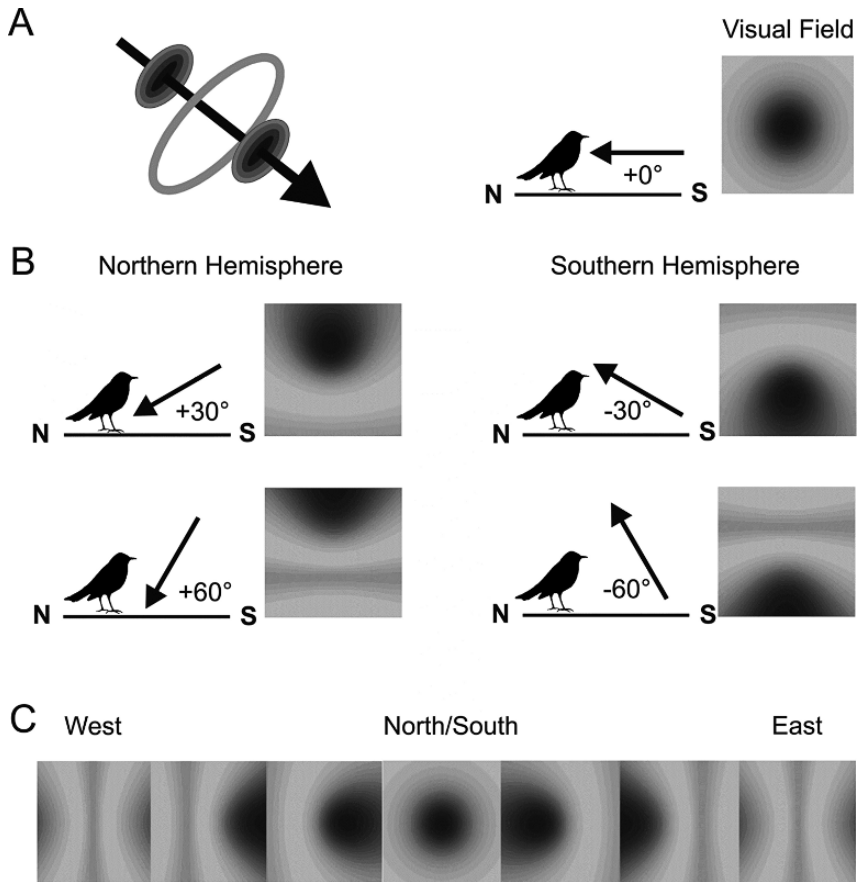 A
Visual Field
+0°
N S
B
Northern Hemisphere Southern Hemisphere
+30° -30°
N S N S
+60° -60°
N S N S
C
West North/South East